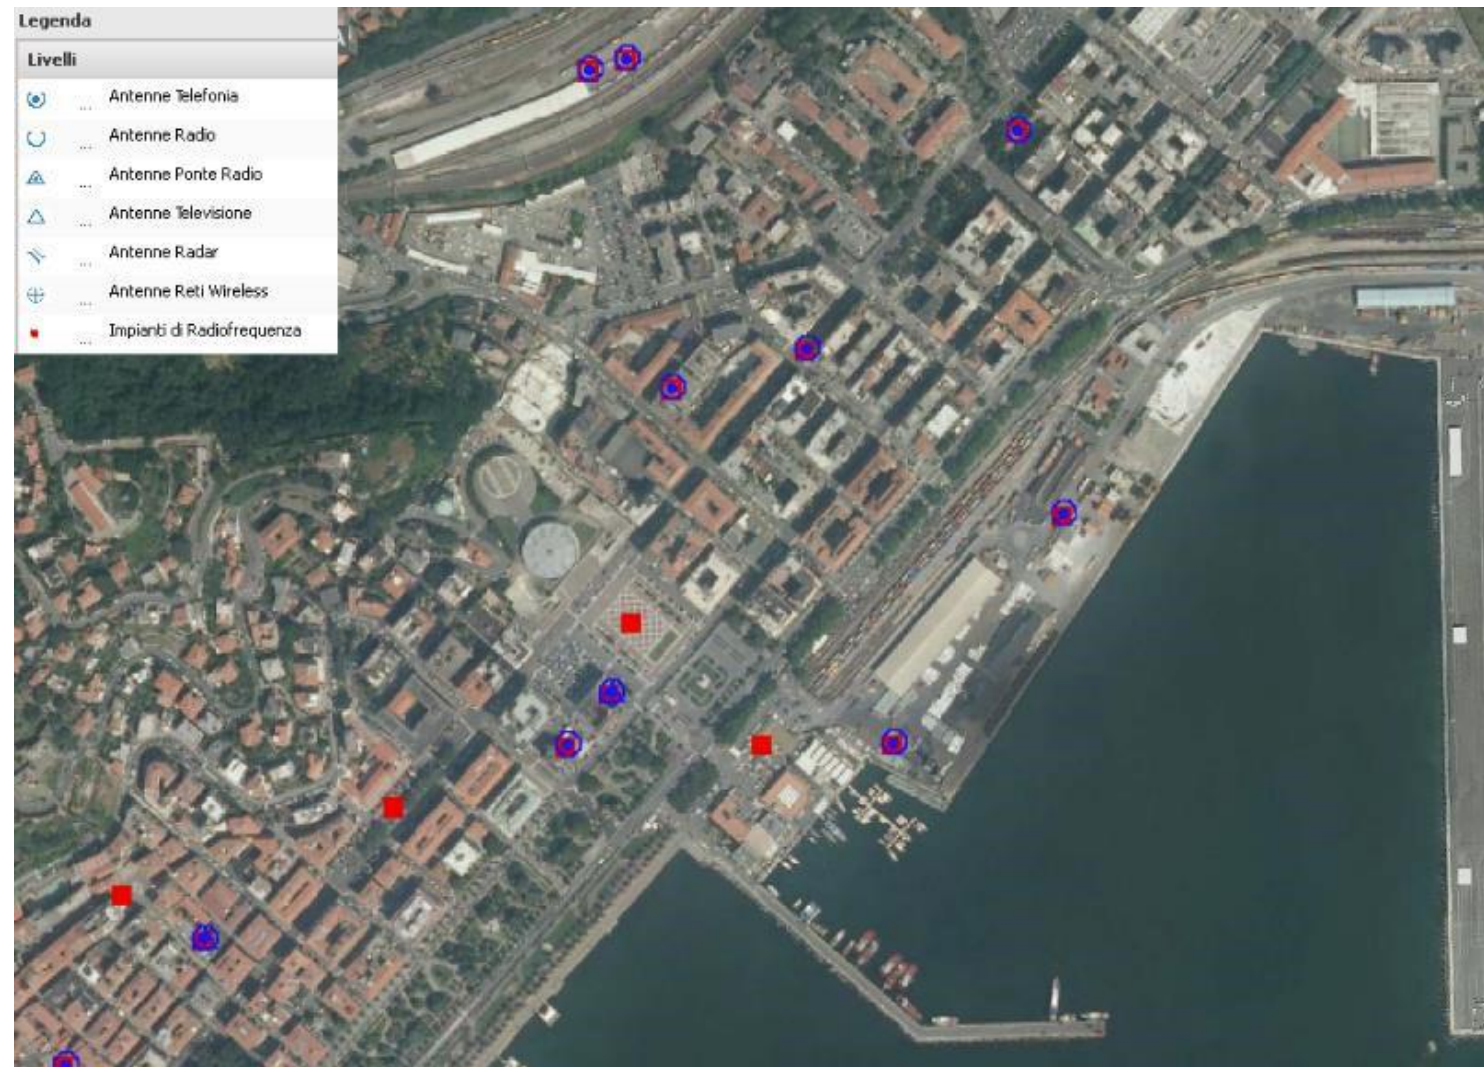 Legenda
Livelli
... Antenne Telefonia
... Antenne Radio
... Antenne Ponte Radio
... Antenne Televisione
... Antenne Radar
... Antenne Reti Wireless
... Impianti di Radiofrequenza